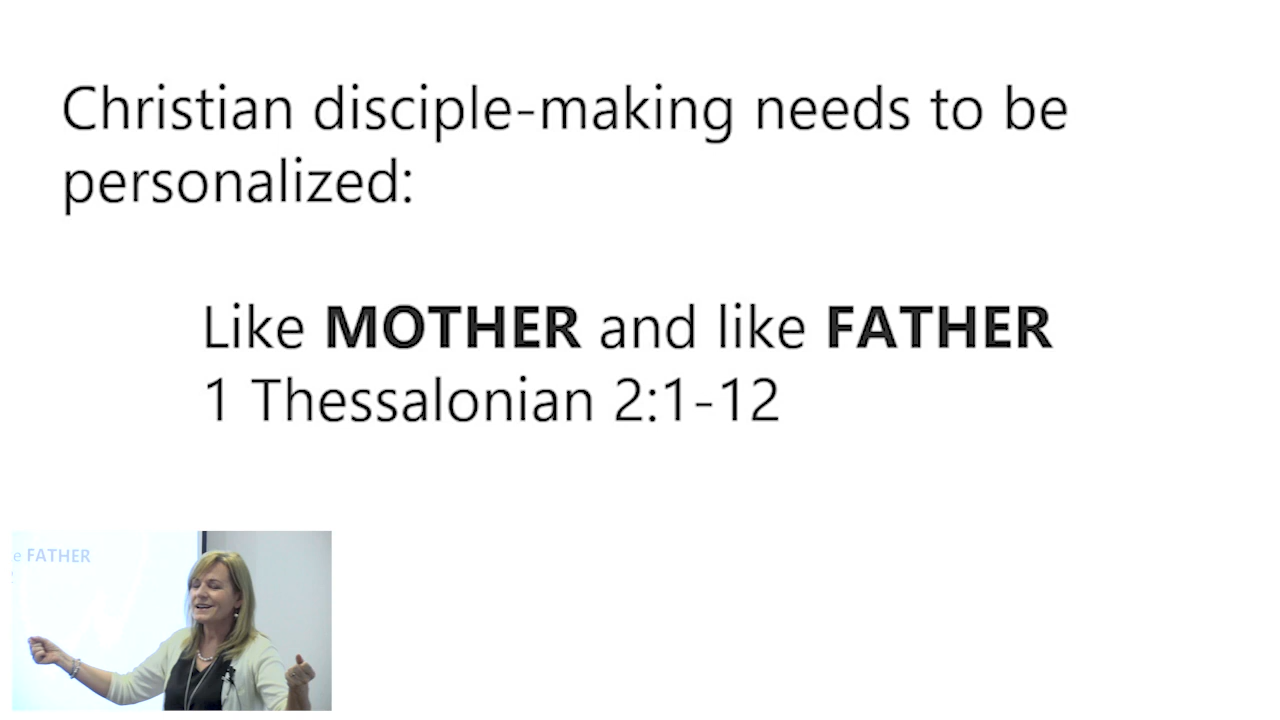 Christian disciple-making needs to be
personalized:
Like MOTHER and like FATHER
1 Thessalonian 2:1-12
e FATHER